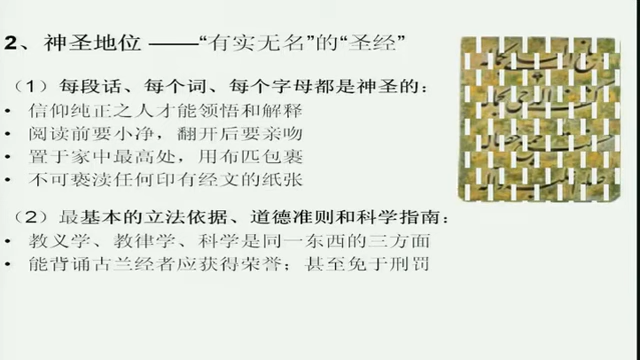 2、神圣地位 ——“有实无名”的“圣经”
（1）每段话、每个词、每个字母都是神圣的：
• 信仰纯正之人才能领悟和解释
• 阅读前要小净，翻开后要亲吻
• 置于家中最高处，用布匹包裹
• 不可亵渎任何印有经文的纸张
（2）最基本的立法依据、道德准则和科学指南：
• 教义学、教律学、科学是同一东西的三方面
• 能背诵古兰经者应获得荣誉；甚至免于刑罚